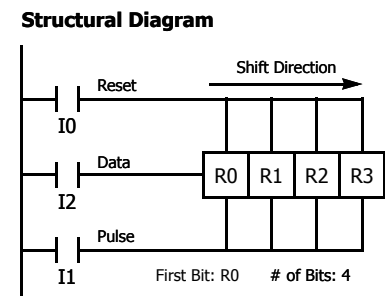 Structural Diagram
Shift Direction
Reset
I0
Data
R0 R1 R2 R3
I2
Pulse
I1
First Bit: R0 # of Bits: 4